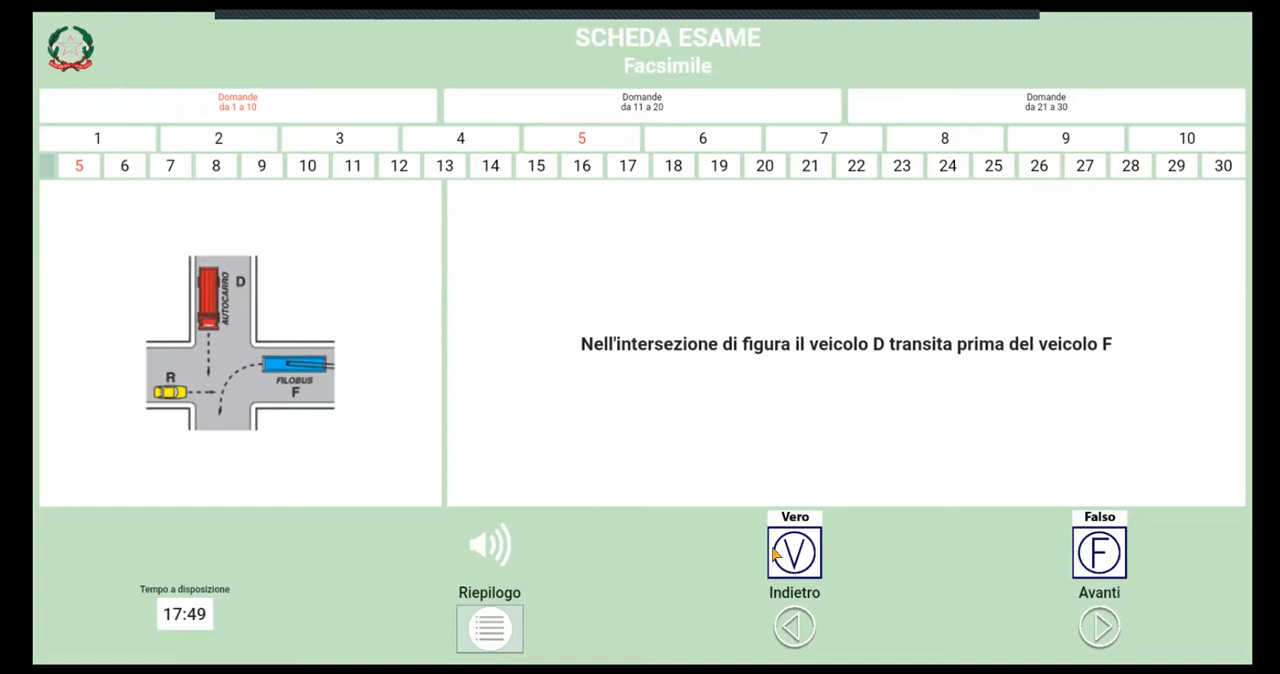 SCHEDA ESAME
Facsimile
Domande
da 1 a 10
Domande
da 11 a 20
Domande
da 21 a 30
1 2 3 4 5 6 7 8 9 10
5 6 7 8 9 10 11 12 13 14 15 16 17 18 19 20 21 22 23 24 25 26 27 28 29 30
D
AUTOCARRO
R
FILOBUS
F
Nell'intersezione di figura il veicolo D transita prima del veicolo F
Vero
V
Falso
F
Tempo a disposizione
17:49
Riepilogo
Indietro
Avanti